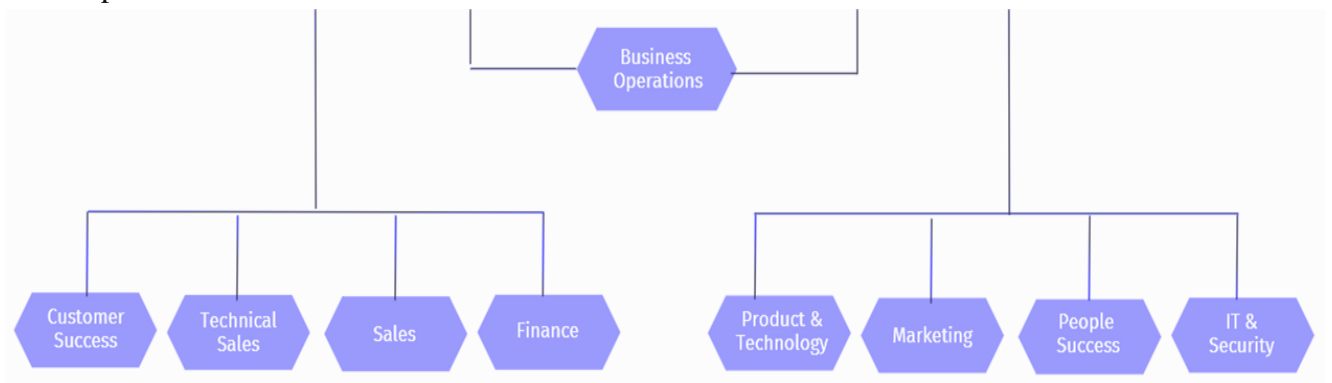 Business
Operations
Customer
Success
Technical
Sales
Sales
Finance
Product &
Technology
Marketing
People
Success
IT &
Security